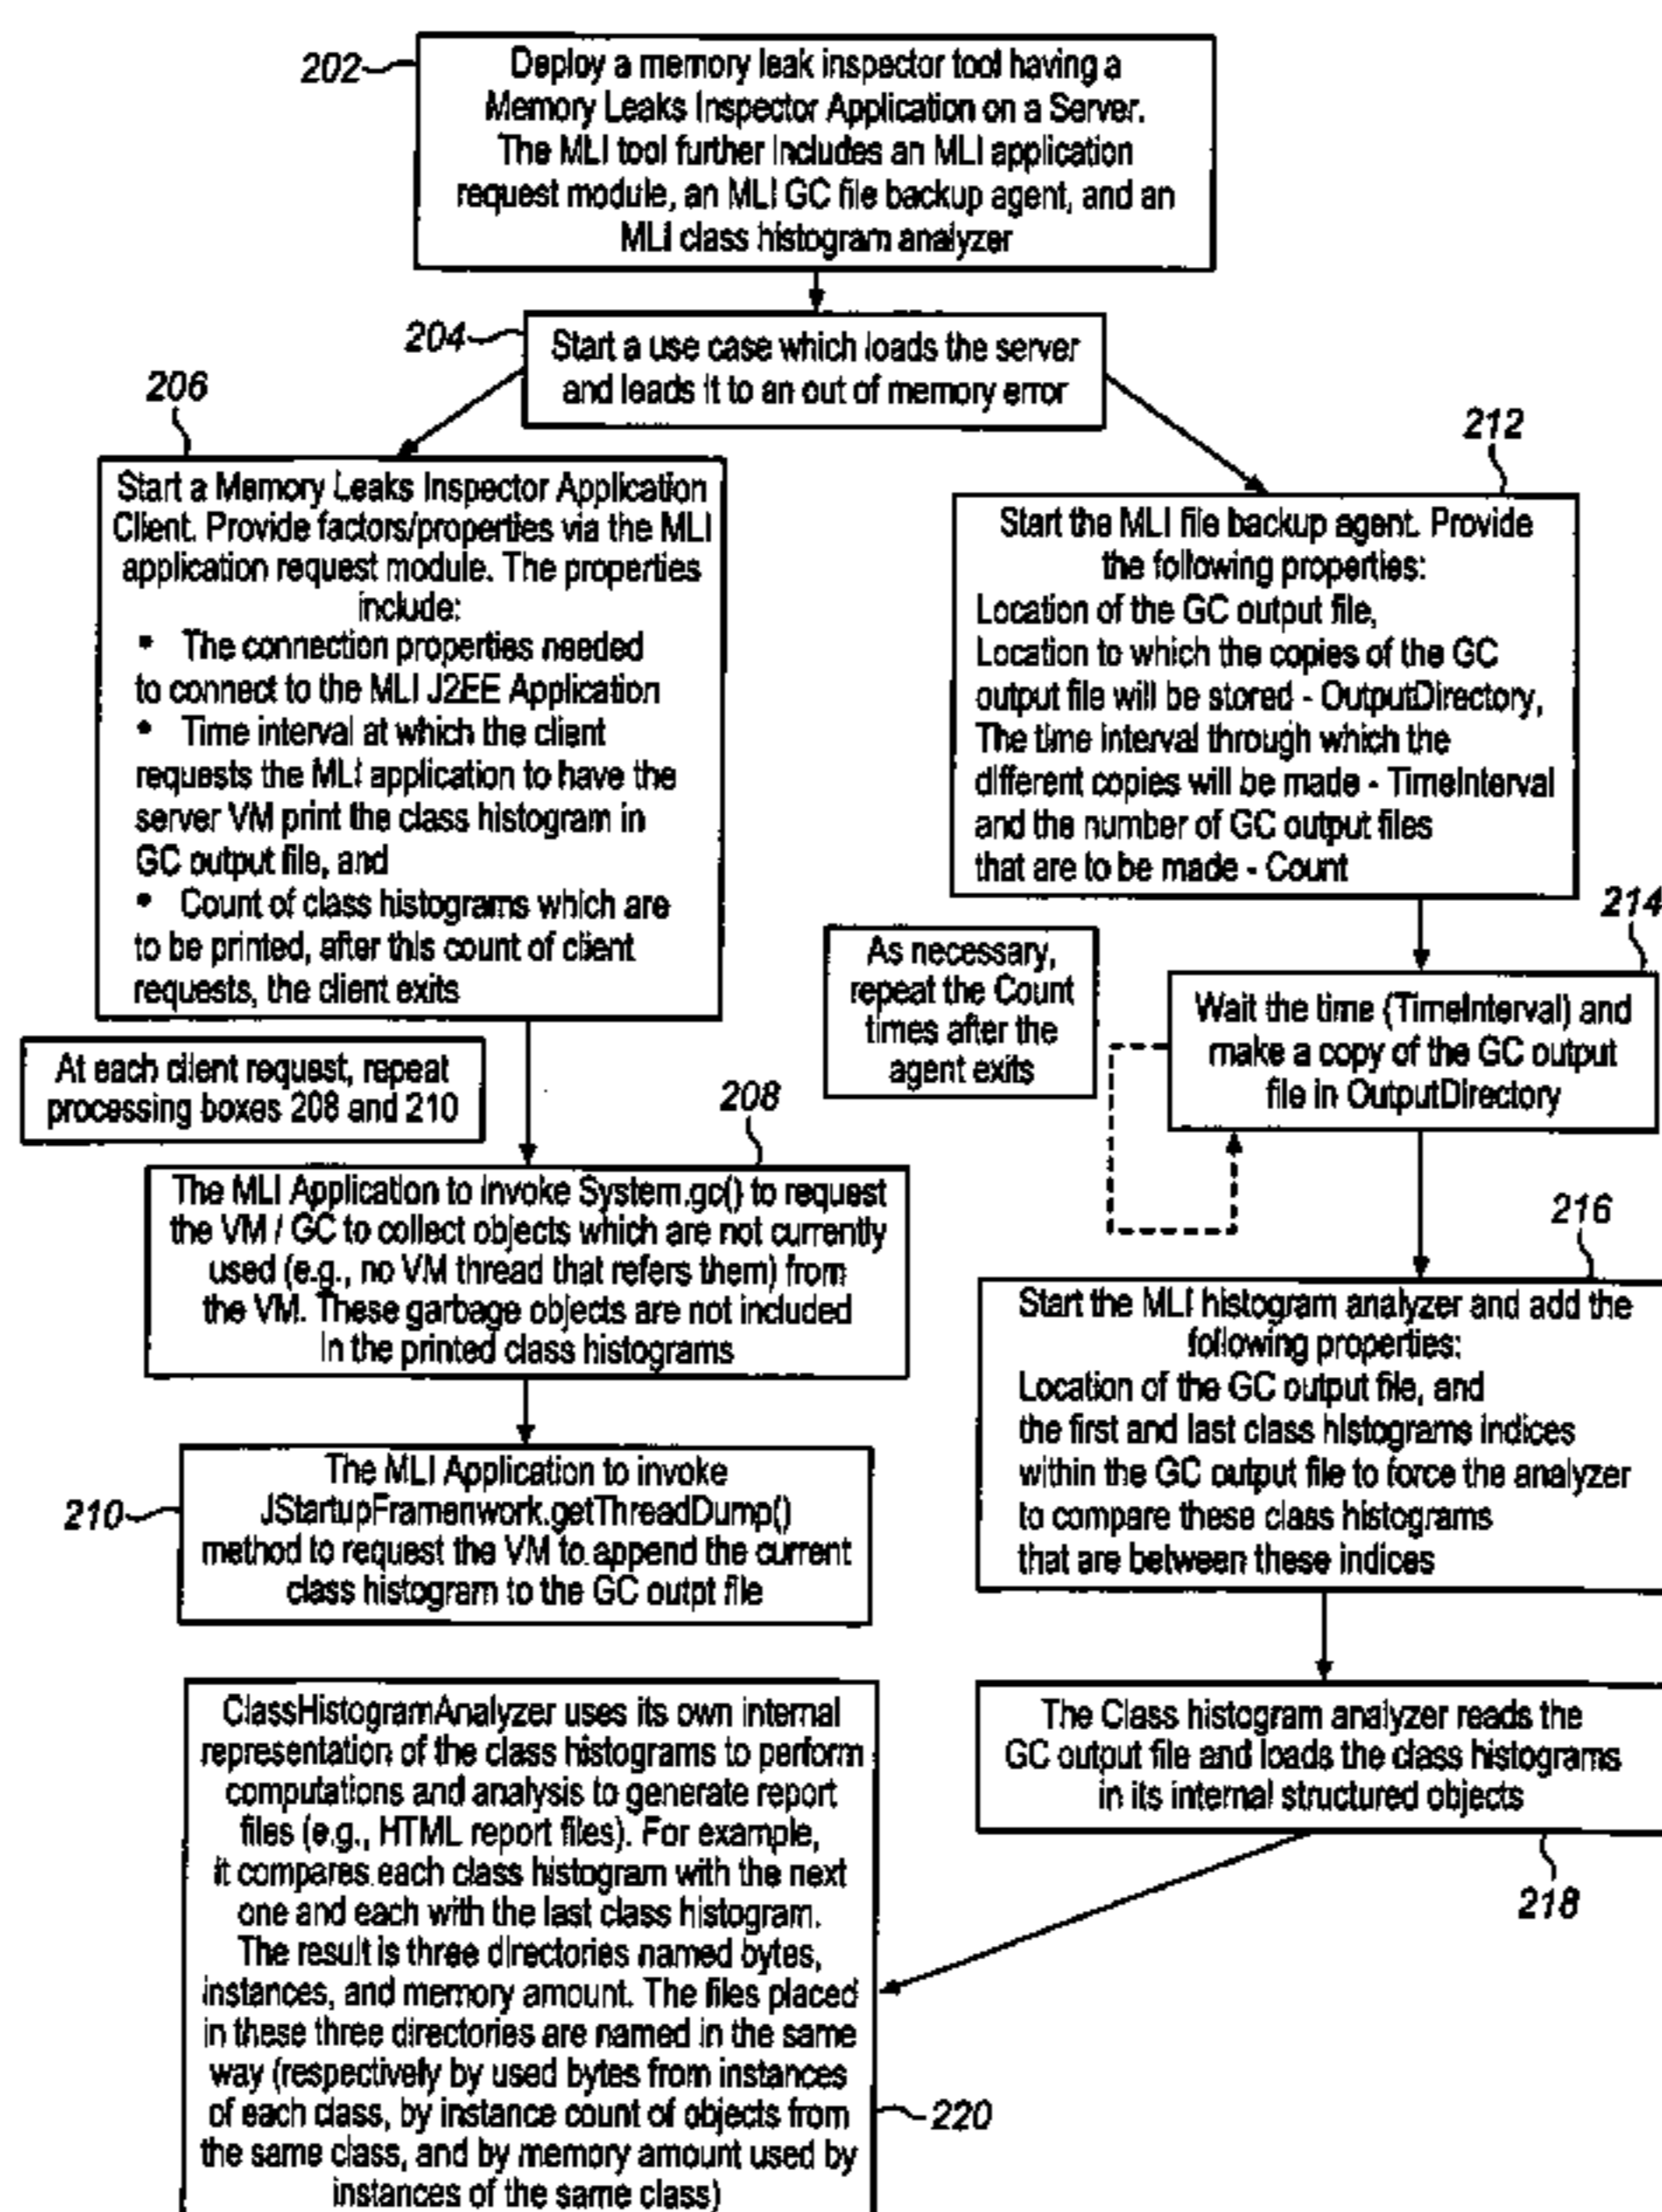 202
Deploy a memory leak inspector tool having a
Memory Leaks Inspector Application on a Server.
The MLI tool further includes an MLI application
request module, an MLI GC file backup agent, and an
MLI class histogram analyzer
204
Start a use case which loads the server
and leads it to an out of memory error
206
Start a Memory Leaks Inspector Application
Client. Provide factors/properties via the MLI
application request module. The properties
include:
• The connection properties needed
to connect to the MLI J2EE Application
• Time interval at which the client
requests the MLI application to have the
server VM print the class histogram in
GC output file, and
• Count of class histograms which are
to be printed, after this count of client
requests, the client exits
212
Start the MLI file backup agent. Provide
the following properties:
Location of the GC output file,
Location to which the copies of the GC
output file will be stored - OutputDirectory,
The time interval through which the
different copies will be made - TimeInterval
and the number of GC output files
that are to be made - Count
At each client request, repeat
processing boxes 208 and 210
As necessary,
repeat the Count
times after the
agent exits
214
Wait the time (TimeInterval) and
make a copy of the GC output
file in OutputDirectory
208
The MLI Application to invoke System.gc() to request
the VM / GC to collect objects which are not currently
used (e.g., no VM thread that refers them) from
the VM. These garbage objects are not included
in the printed class histograms
216
Start the MLI histogram analyzer and add the
following properties:
Location of the GC output file, and
the first and last class histograms indices
within the GC output file to force the analyzer
to compare these class histograms
that are between these indices
210
The MLI Application to invoke
JStartupFramenwork.getThreadDump()
method to request the VM to append the current
class histogram to the GC outpt file
The Class histogram analyzer reads the
GC output file and loads the class histograms
in its internal structured objects
218
ClassHistogramAnalyzer uses its own internal
representation of the class histograms to perform
computations and analysis to generate report
files (e.g., HTML report files). For example,
it compares each class histogram with the next
one and each with the last class histogram.
The result is three directories named bytes,
instances, and memory amount. The files placed
in these three directories are named in the same
way (respectively by used bytes from instances
of each class, by instance count of objects from
the same class, and by memory amount used by
instances of the same class)
220